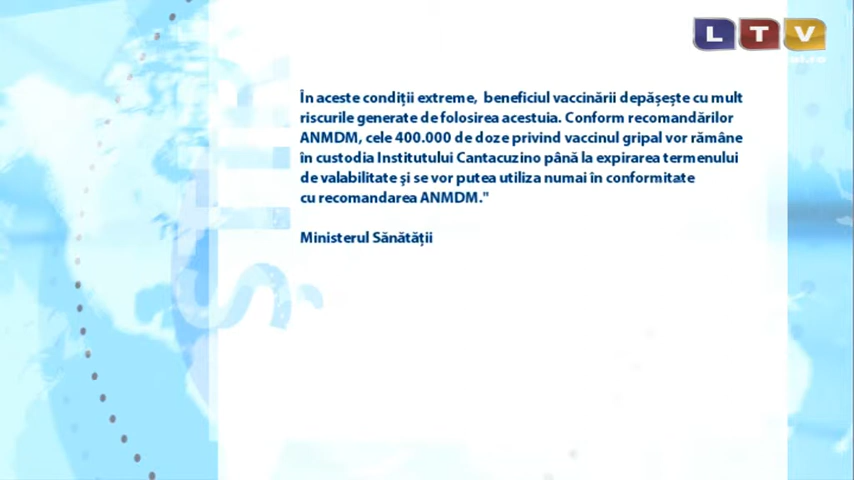 LTV
În aceste condiții extreme, beneficiul vaccinării depășește cu mult
riscurile generate de folosirea acestuia. Conform recomandărilor
ANMDM, cele 400.000 de doze privind vaccinul gripal vor rămâne
în custodia Institutului Cantacuzino până la expirarea termenului
de valabilitate și se vor putea utiliza numai în conformitate
cu recomandarea ANMDM."
Ministerul Sănătății
ȘTIR